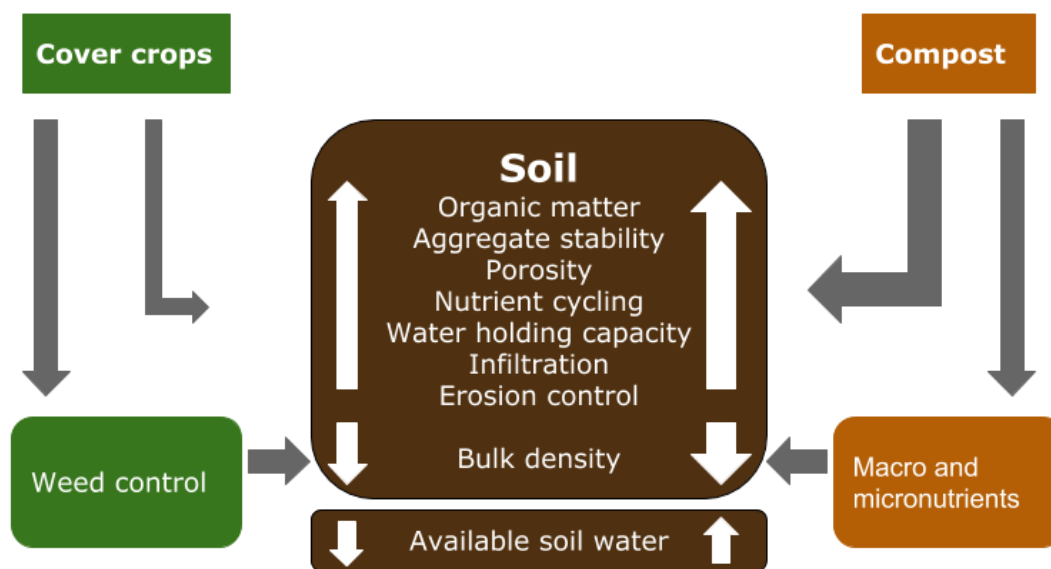 Cover crops
Compost
Soil
Organic matter
Aggregate stability
Porosity
Nutrient cycling
Water holding capacity
Infiltration
Erosion control
Bulk density
Weed control
Macro and
micronutrients
Available soil water